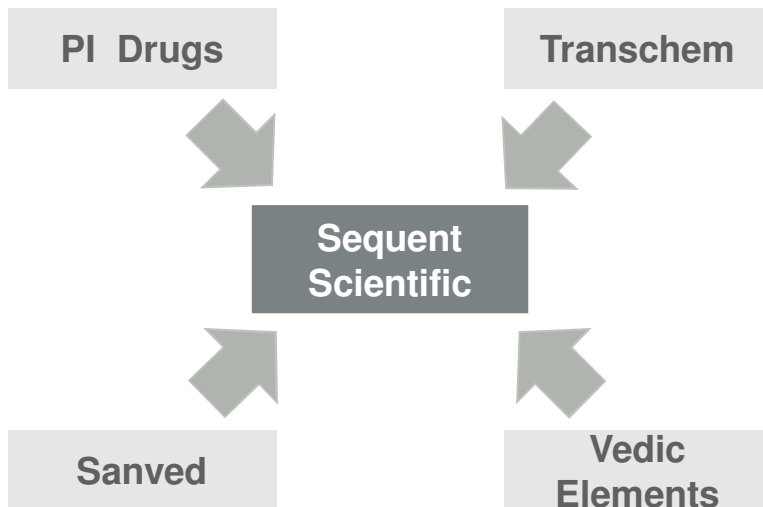 PI Drugs
Transchem
Sequent
Scientific
Sanved
Vedic
Elements